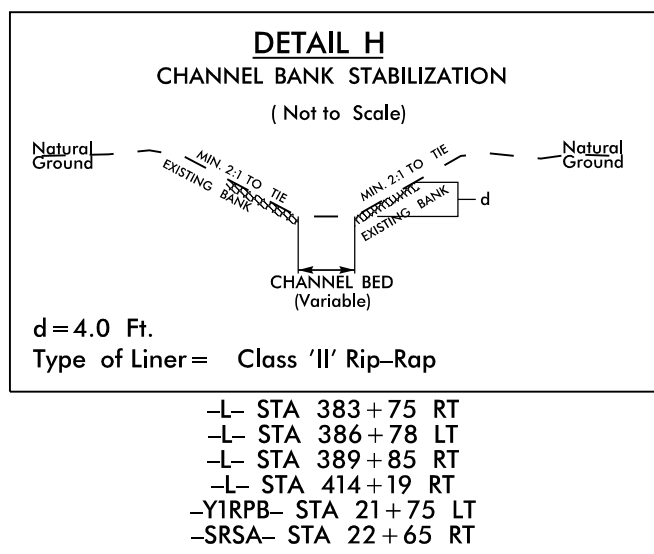 DETAIL H
CHANNEL BANK STABILIZATION
( Not to Scale)
Natural
Ground
MIN. 2:1 TO TIE
EXISTING BANK
MIN. 2:1 TO TIE
EXISTING BANK
Natural
Ground
d
CHANNEL BED
(Variable)
d = 4.0 Ft.
Type of Liner = Class 'II' Rip-Rap
-L- STA 383+75 RT
-L- STA 386+78 LT
-L- STA 389+85 RT
-L- STA 414+19 RT
-Y1RPB- STA 21+75 LT
-SRSA- STA 22+65 RT